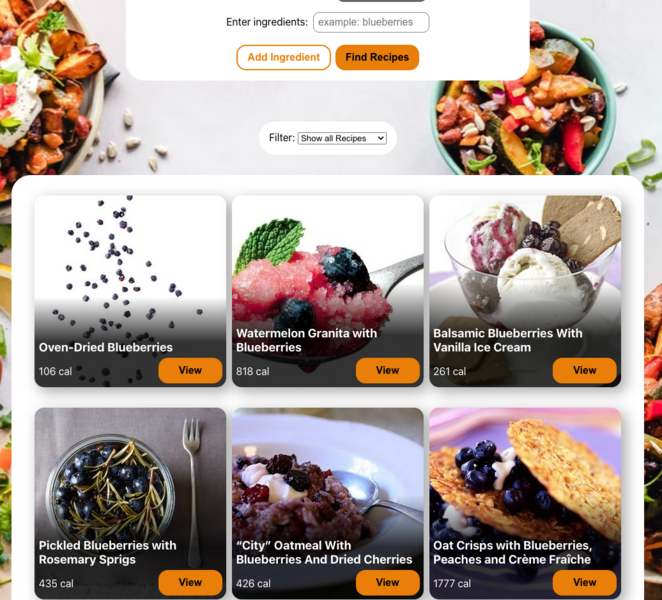 Enter ingredients: example: blueberries
Add Ingredient Find Recipes
Filter: Show all Recipes
Oven-Dried Blueberries
106 cal View
Watermelon Granita with
Blueberries
818 cal View
Balsamic Blueberries With
Vanilla Ice Cream
261 cal View
Pickled Blueberries with
Rosemary Sprigs
435 cal View
“City” Oatmeal With
Blueberries And Dried Cherries
426 cal View
Oat Crisps with Blueberries,
Peaches and Crème Fraîche
1777 cal View